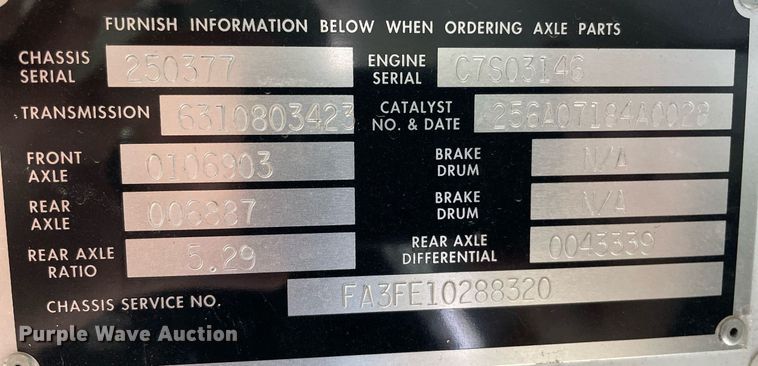 FURNISH INFORMATION BELOW WHEN ORDERING AXLE PARTS
CHASSIS SERIAL 250377 ENGINE SERIAL C7S03146
TRANSMISSION 6310803423 CATALYST NO. & DATE 256A07184A0028
FRONT AXLE 0106903 BRAKE DRUM N/A
REAR AXLE 006887 BRAKE DRUM N/A
REAR AXLE RATIO 5.29 REAR AXLE DIFFERENTIAL 0043339
CHASSIS SERVICE NO. FA3FE10288320
Purple Wave Auction